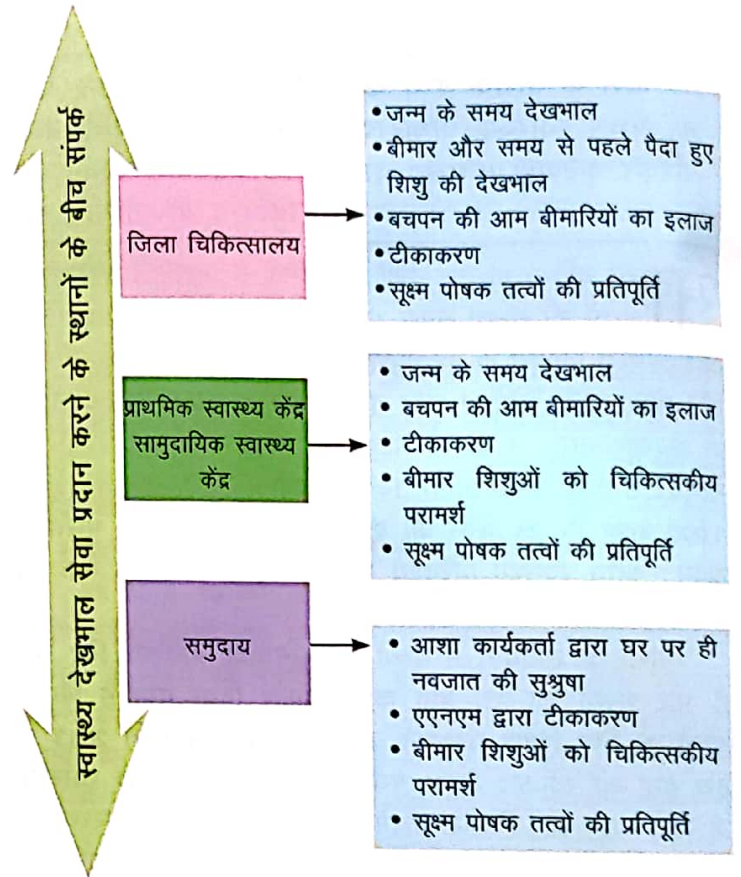 स्वास्थ्य देखभाल सेवा प्रदान करने के स्थानों के बीच संपर्क
जिला चिकित्सालय
•जन्म के समय देखभाल
•बीमार और समय से पहले पैदा हुए
शिशु की देखभाल
•बचपन की आम बीमारियों का इलाज
•टीकाकरण
•सूक्ष्म पोषक तत्वों की प्रतिपूर्ति
प्राथमिक स्वास्थ्य केंद्र
सामुदायिक स्वास्थ्य
केंद्र
• जन्म के समय देखभाल
• बचपन की आम बीमारियों का इलाज
• टीकाकरण
• बीमार शिशुओं को चिकित्सकीय
परामर्श
• सूक्ष्म पोषक तत्वों की प्रतिपूर्ति
समुदाय
• आशा कार्यकर्ता द्वारा घर पर ही
नवजात की सुश्रुषा
• एएनएम द्वारा टीकाकरण
• बीमार शिशुओं को चिकित्सकीय
परामर्श
• सूक्ष्म पोषक तत्वों की प्रतिपूर्ति